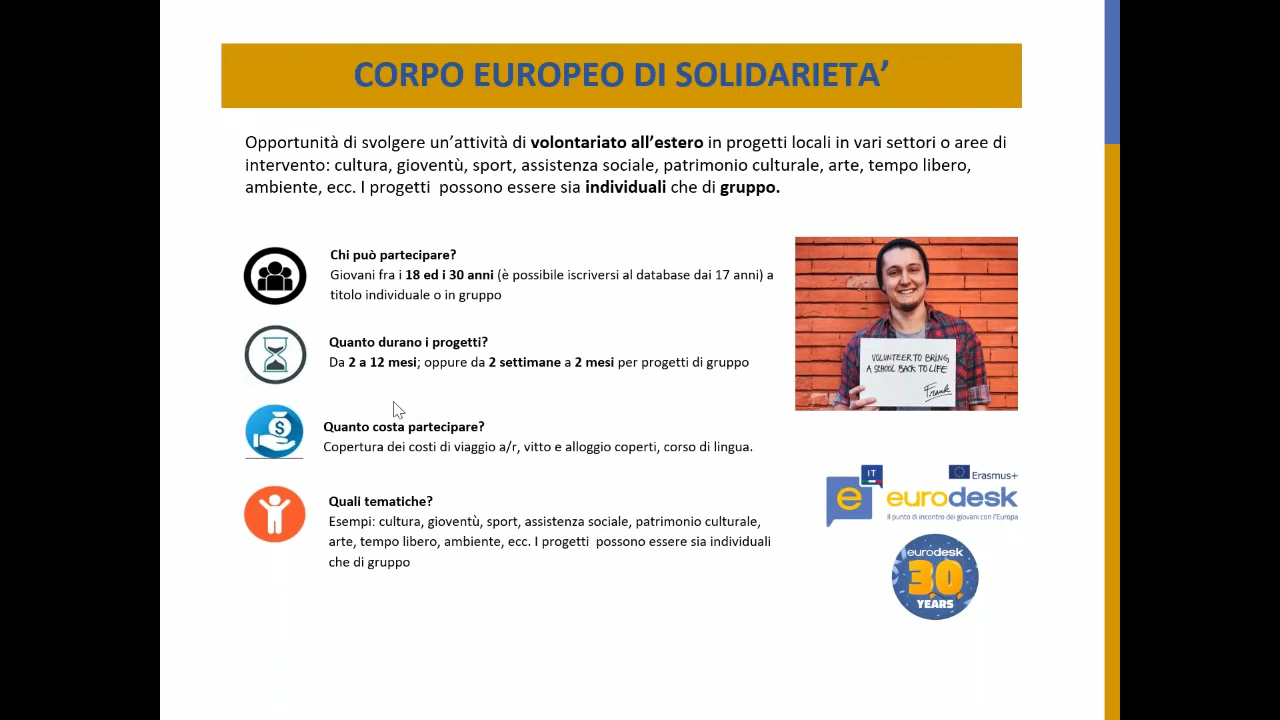 CORPO EUROPEO DI SOLIDARIETA’
Opportunità di svolgere un’attività di volontariato all’estero in progetti locali in vari settori o aree di
intervento: cultura, gioventù, sport, assistenza sociale, patrimonio culturale, arte, tempo libero,
ambiente, ecc. I progetti  possono essere sia individuali che di gruppo.
Chi può partecipare?
Giovani fra i 18 ed i 30 anni (è possibile iscriversi al database dai 17 anni) a
titolo individuale o in gruppo
Quanto durano i progetti?
Da 2 a 12 mesi; oppure da 2 settimane a 2 mesi per progetti di gruppo
Quanto costa partecipare?
Copertura dei costi di viaggio a/r, vitto e alloggio coperti, corso di lingua.
Quali tematiche?
Esempi: cultura, gioventù, sport, assistenza sociale, patrimonio culturale,
arte, tempo libero, ambiente, ecc. I progetti  possono essere sia individuali
che di gruppo
VOLUNTEER TO BRING
A SCHOOL BACK TO LIFE
Frank
$
e
IT
Erasmus+
eurodesk
Il punto di incontro dei giovani con l'Europa
eurodesk
30
YEARS